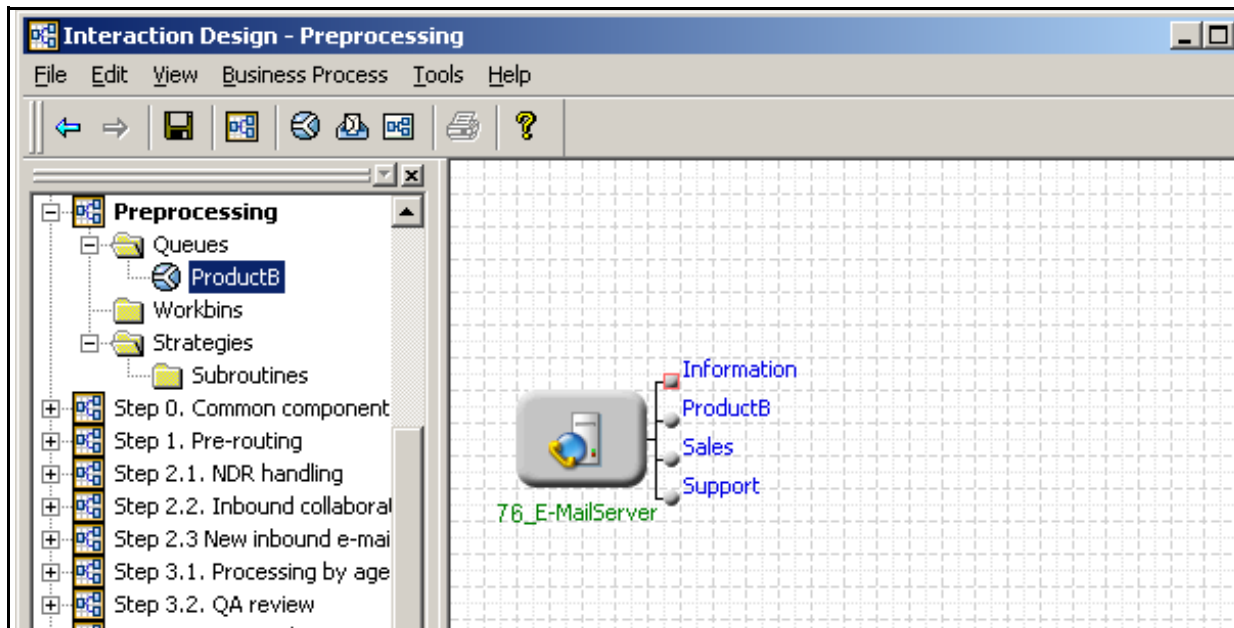 Interaction Design - Preprocessing
File Edit View Business Process Tools Help
Preprocessing
Queues
ProductB
Workbins
Strategies
Subroutines
Step 0. Common component
Step 1. Pre-routing
Step 2.1. NDR handling
Step 2.2. Inbound collaborat
Step 2.3 New inbound e-mai
Step 3.1. Processing by age
Step 3.2. QA review
Information
ProductB
Sales
Support
76_E-MailServer